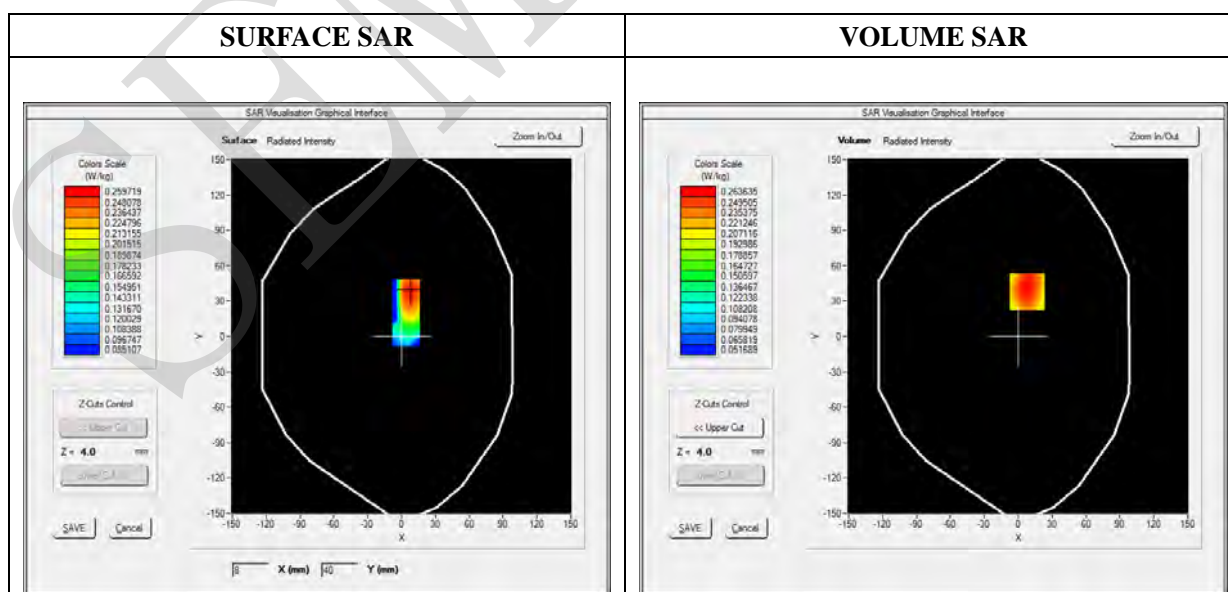 SURFACE SAR
VOLUME SAR
SAR Visualisation Graphical Interface
Surface Radiated Intensity
Zoom In/Out
Colors Scale
(W/kg)
0.259719
0.248078
0.236437
0.224796
0.213155
0.201515
0.189874
0.178233
0.166592
0.154951
0.143311
0.131670
0.120029
0.108388
0.096747
0.085107
150
120
90
60
30
0
-30
-60
-90
-120
-150
Y
-150 -120 -90 -60 -30 0 30 60 90 120 150
X
Z-Cuts Control
<< Upper Cut
Z = 4.0 mm
SAVE Cancel
8 X (mm) 40 Y (mm)
SAR Visualisation Graphical Interface
Volume Radiated Intensity
Zoom In/Out
Colors Scale
(W/kg)
0.263635
0.249505
0.235375
0.221246
0.207116
0.192986
0.178857
0.164727
0.150597
0.136467
0.122338
0.108208
0.094078
0.079949
0.065819
0.051689
150
120
90
60
30
0
-30
-60
-90
-120
-150
Y
-150 -120 -90 -60 -30 0 30 60 90 120 150
X
Z-Cuts Control
<< Upper Cut
Z = 4.0 mm
SAVE Cancel